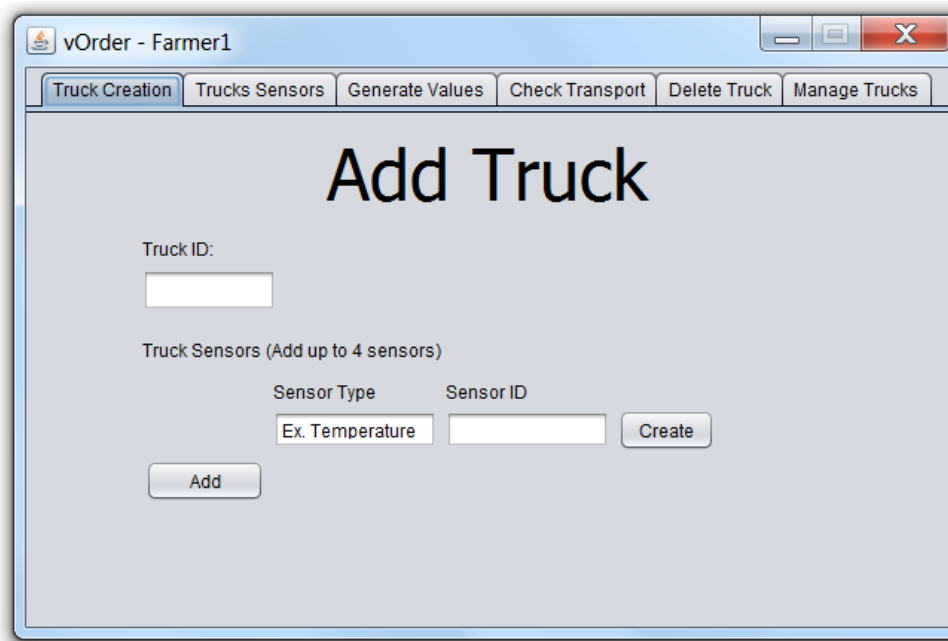 vOrder - Farmer1
Truck Creation Trucks Sensors Generate Values Check Transport Delete Truck Manage Trucks
Add Truck
Truck ID:
Truck Sensors (Add up to 4 sensors)
Sensor Type Sensor ID
Ex. Temperature Create
Add